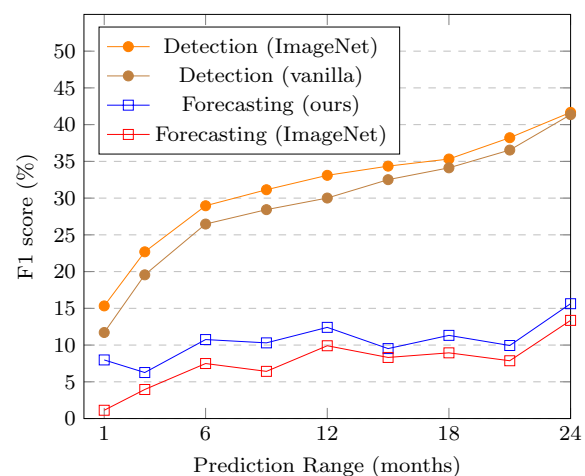 50
45
40
35
30
25
20
15
10
5
0
F1 score (%)
Detection (ImageNet)
Detection (vanilla)
Forecasting (ours)
Forecasting (ImageNet)
1 6 12 18 24
Prediction Range (months)